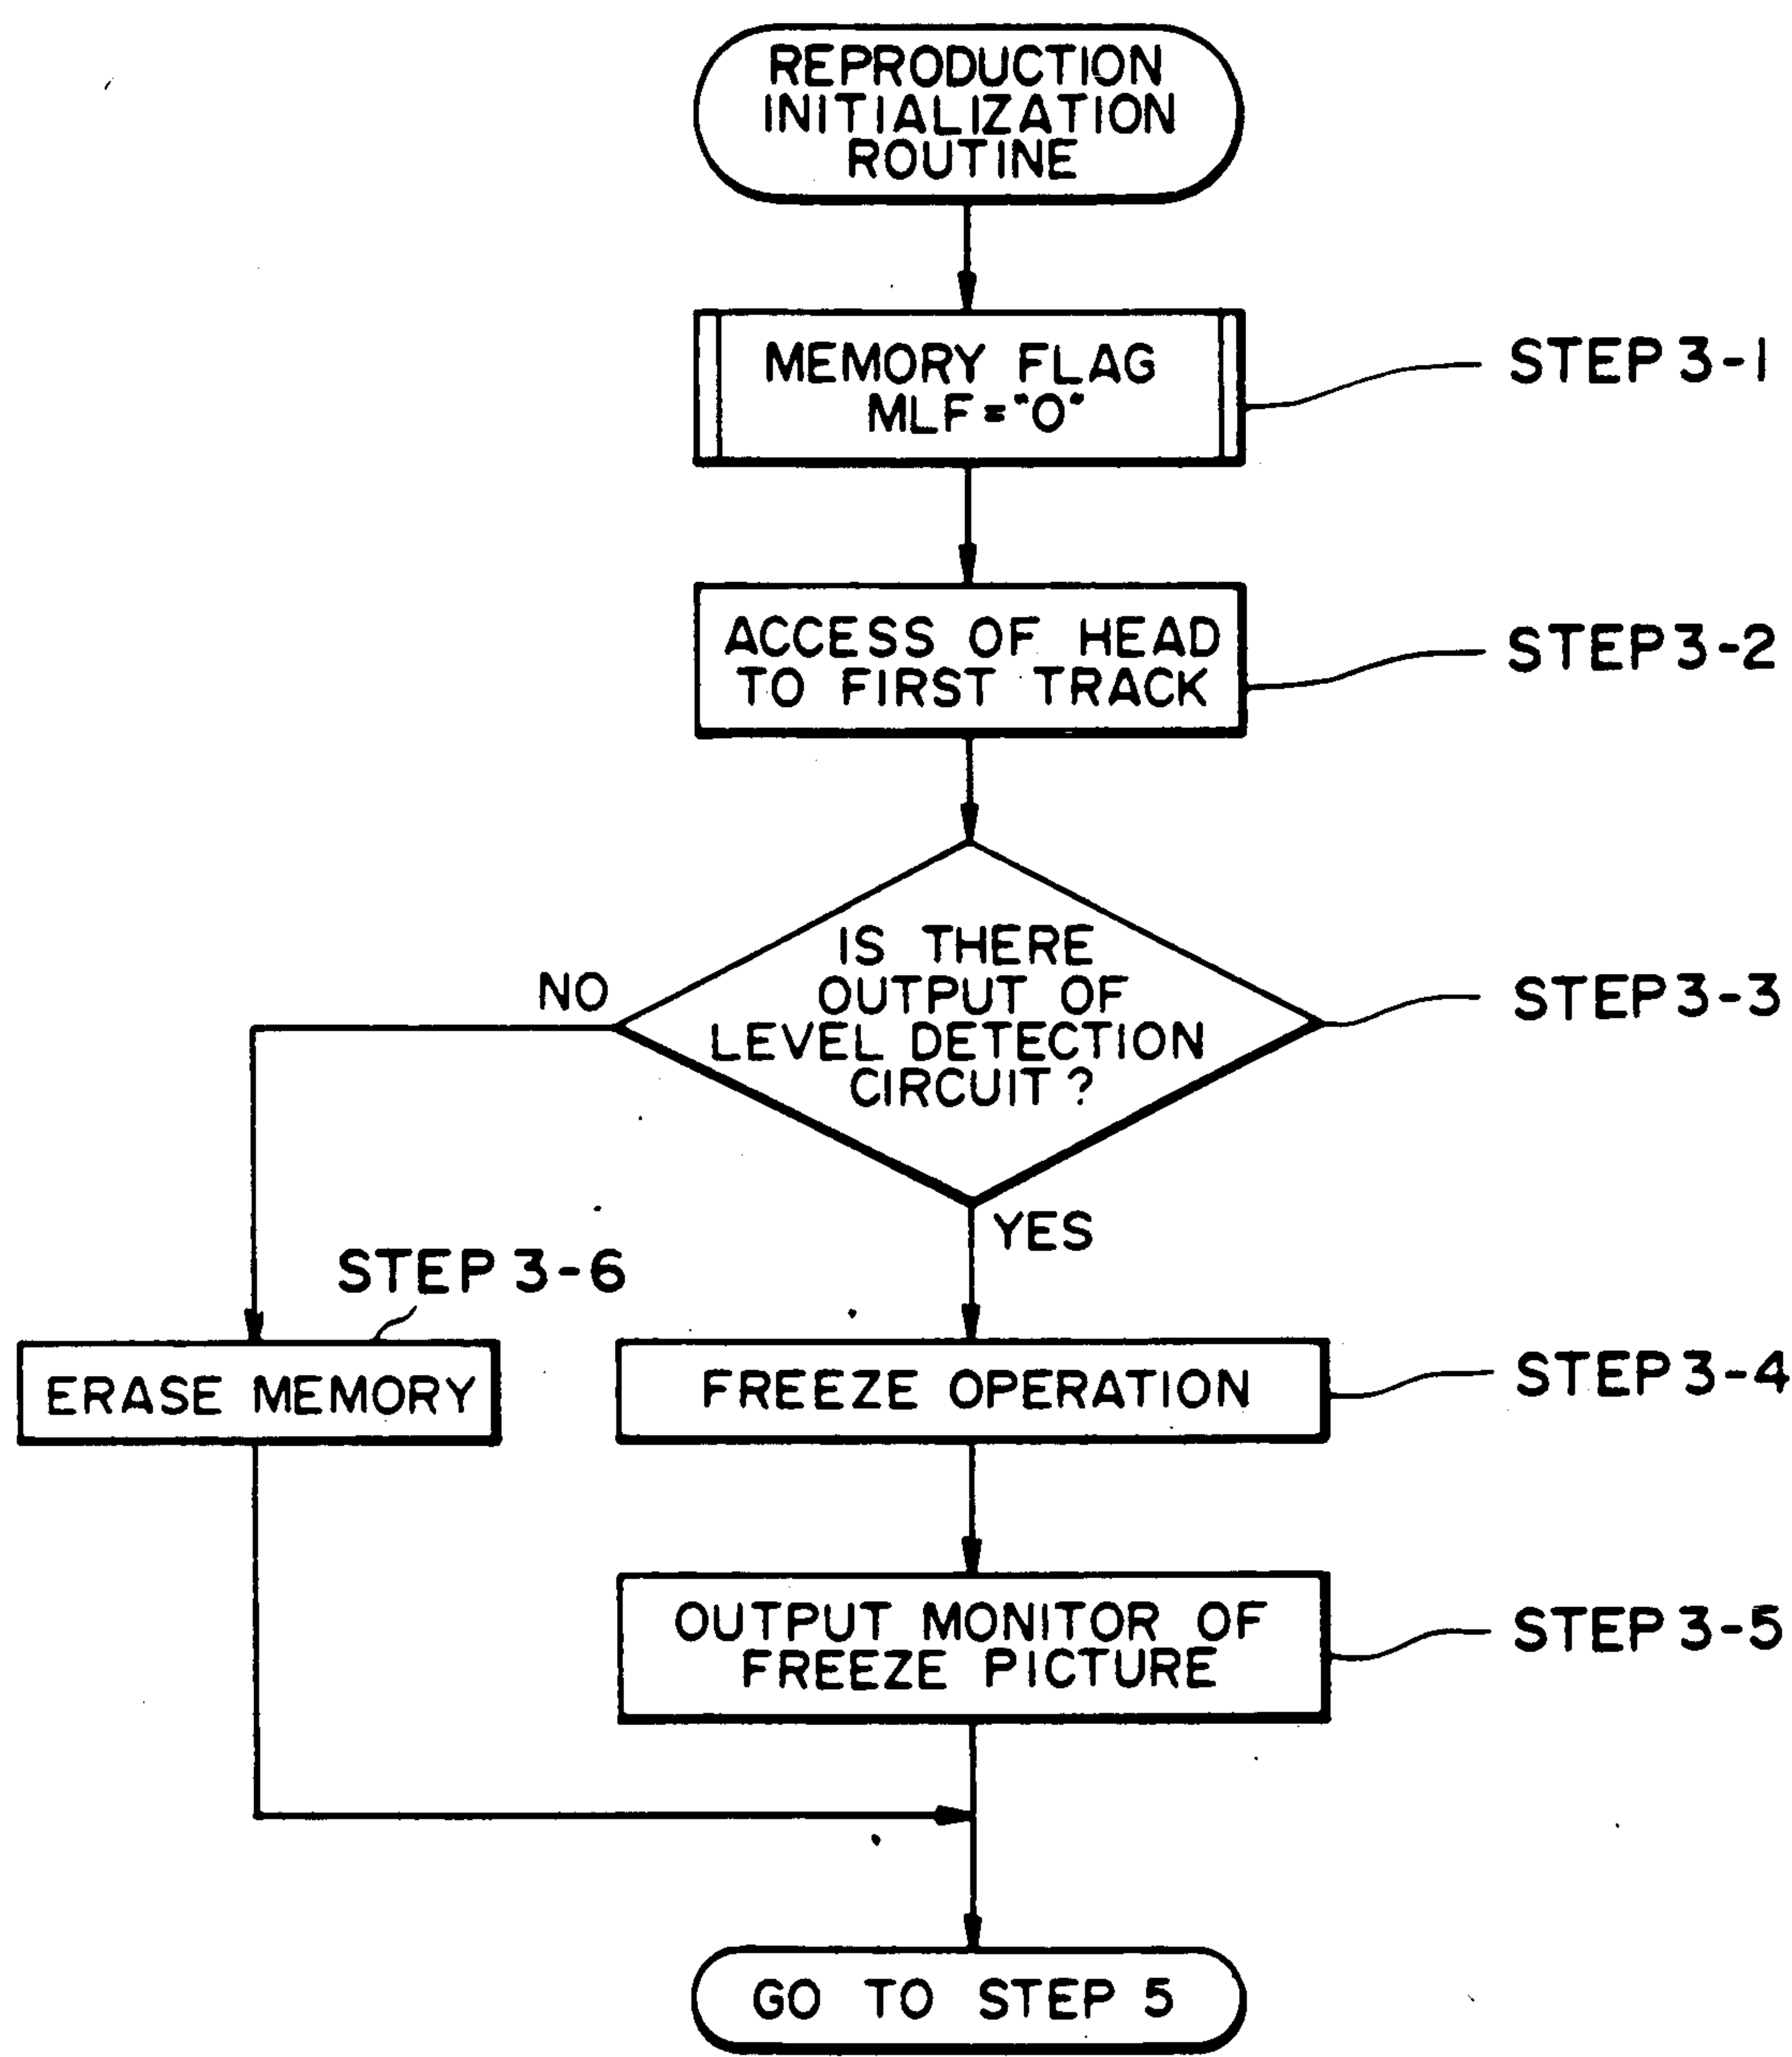 REPRODUCTION
INITIALIZATION
ROUTINE
MEMORY FLAG
MLF="0"
STEP 3-1
ACCESS OF HEAD
TO FIRST TRACK
STEP 3-2
IS THERE
OUTPUT OF
LEVEL DETECTION
CIRCUIT ?
STEP 3-3
NO
YES
STEP 3-6
ERASE MEMORY
FREEZE OPERATION
STEP 3-4
OUTPUT MONITOR OF
FREEZE PICTURE
STEP 3-5
GO TO STEP 5